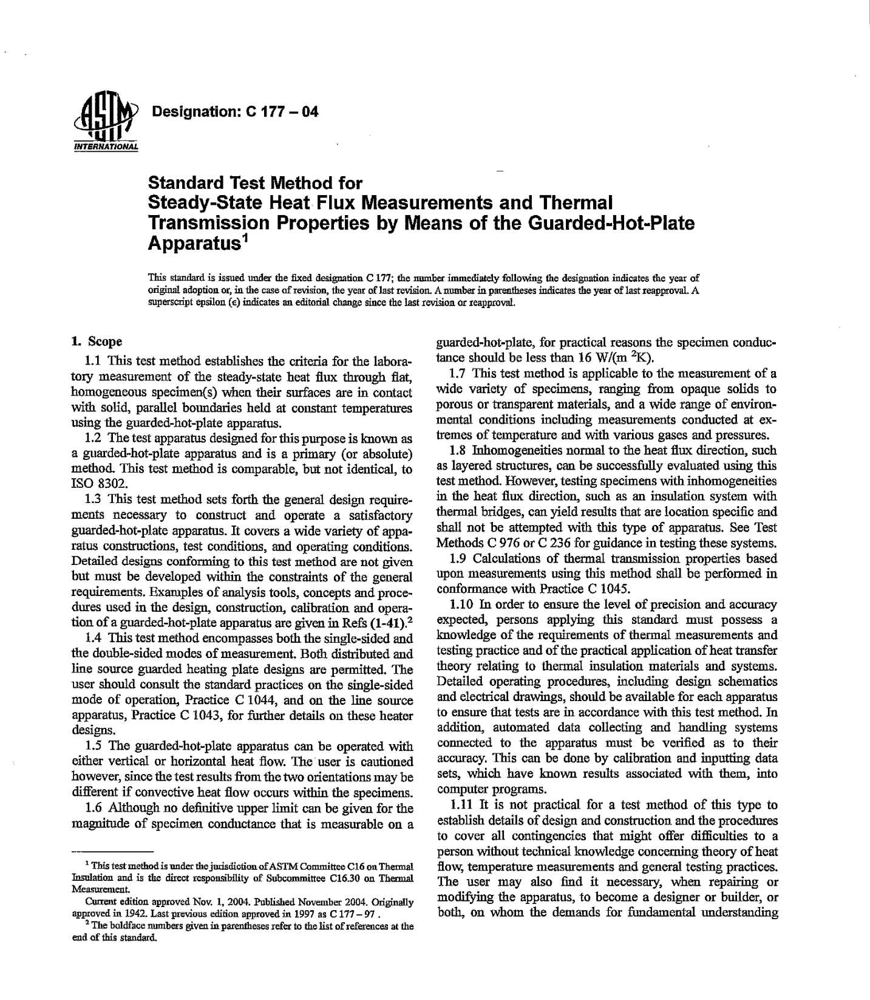 ASTM
INTERNATIONAL
Designation: C 177 – 04
Standard Test Method for
Steady-State Heat Flux Measurements and Thermal
Transmission Properties by Means of the Guarded-Hot-Plate
Apparatus¹
This standard is issued under the fixed designation C 177; the number immediately following the designation indicates the year of
original adoption or, in the case of revision, the year of last revision. A number in parentheses indicates the year of last reapproval. A
superscript epsilon (ϵ) indicates an editorial change since the last revision or reapproval.
1. Scope
1.1 This test method establishes the criteria for the labora-
tory measurement of the steady-state heat flux through flat,
homogeneous specimen(s) when their surfaces are in contact
with solid, parallel boundaries held at constant temperatures
using the guarded-hot-plate apparatus.
1.2 The test apparatus designed for this purpose is known as
a guarded-hot-plate apparatus and is a primary (or absolute)
method. This test method is comparable, but not identical, to
ISO 8302.
1.3 This test method sets forth the general design require-
ments necessary to construct and operate a satisfactory
guarded-hot-plate apparatus. It covers a wide variety of appa-
ratus constructions, test conditions, and operating conditions.
Detailed designs conforming to this test method are not given
but must be developed within the constraints of the general
requirements. Examples of analysis tools, concepts and proce-
dures used in the design, construction, calibration and opera-
tion of a guarded-hot-plate apparatus are given in Refs (1-41).²
1.4 This test method encompasses both the single-sided and
the double-sided modes of measurement. Both distributed and
line source guarded heating plate designs are permitted. The
user should consult the standard practices on the single-sided
mode of operation, Practice C 1044, and on the line source
apparatus, Practice C 1043, for further details on these heater
designs.
1.5 The guarded-hot-plate apparatus can be operated with
either vertical or horizontal heat flow. The user is cautioned
however, since the test results from the two orientations may be
different if convective heat flow occurs within the specimens.
1.6 Although no definitive upper limit can be given for the
magnitude of specimen conductance that is measurable on a
¹ This test method is under the jurisdiction of ASTM Committee C16 on Thermal
Insulation and is the direct responsibility of Subcommittee C16.30 on Thermal
Measurement.
Current edition approved Nov. 1, 2004. Published November 2004. Originally
approved in 1942. Last previous edition approved in 1997 as C 177 – 97 .
² The boldface numbers given in parentheses refer to the list of references at the
end of this standard.
guarded-hot-plate, for practical reasons the specimen conduc-
tance should be less than 16 W/(m ²K).
1.7 This test method is applicable to the measurement of a
wide variety of specimens, ranging from opaque solids to
porous or transparent materials, and a wide range of environ-
mental conditions including measurements conducted at ex-
tremes of temperature and with various gases and pressures.
1.8 Inhomogeneities normal to the heat flux direction, such
as layered structures, can be successfully evaluated using this
test method. However, testing specimens with inhomogeneities
in the heat flux direction, such as an insulation system with
thermal bridges, can yield results that are location specific and
shall not be attempted with this type of apparatus. See Test
Methods C 976 or C 236 for guidance in testing these systems.
1.9 Calculations of thermal transmission properties based
upon measurements using this method shall be performed in
conformance with Practice C 1045.
1.10 In order to ensure the level of precision and accuracy
expected, persons applying this standard must possess a
knowledge of the requirements of thermal measurements and
testing practice and of the practical application of heat transfer
theory relating to thermal insulation materials and systems.
Detailed operating procedures, including design schematics
and electrical drawings, should be available for each apparatus
to ensure that tests are in accordance with this test method. In
addition, automated data collecting and handling systems
connected to the apparatus must be verified as to their
accuracy. This can be done by calibration and inputting data
sets, which have known results associated with them, into
computer programs.
1.11 It is not practical for a test method of this type to
establish details of design and construction and the procedures
to cover all contingencies that might offer difficulties to a
person without technical knowledge concerning theory of heat
flow, temperature measurements and general testing practices.
The user may also find it necessary, when repairing or
modifying the apparatus, to become a designer or builder, or
both, on whom the demands for fundamental understanding